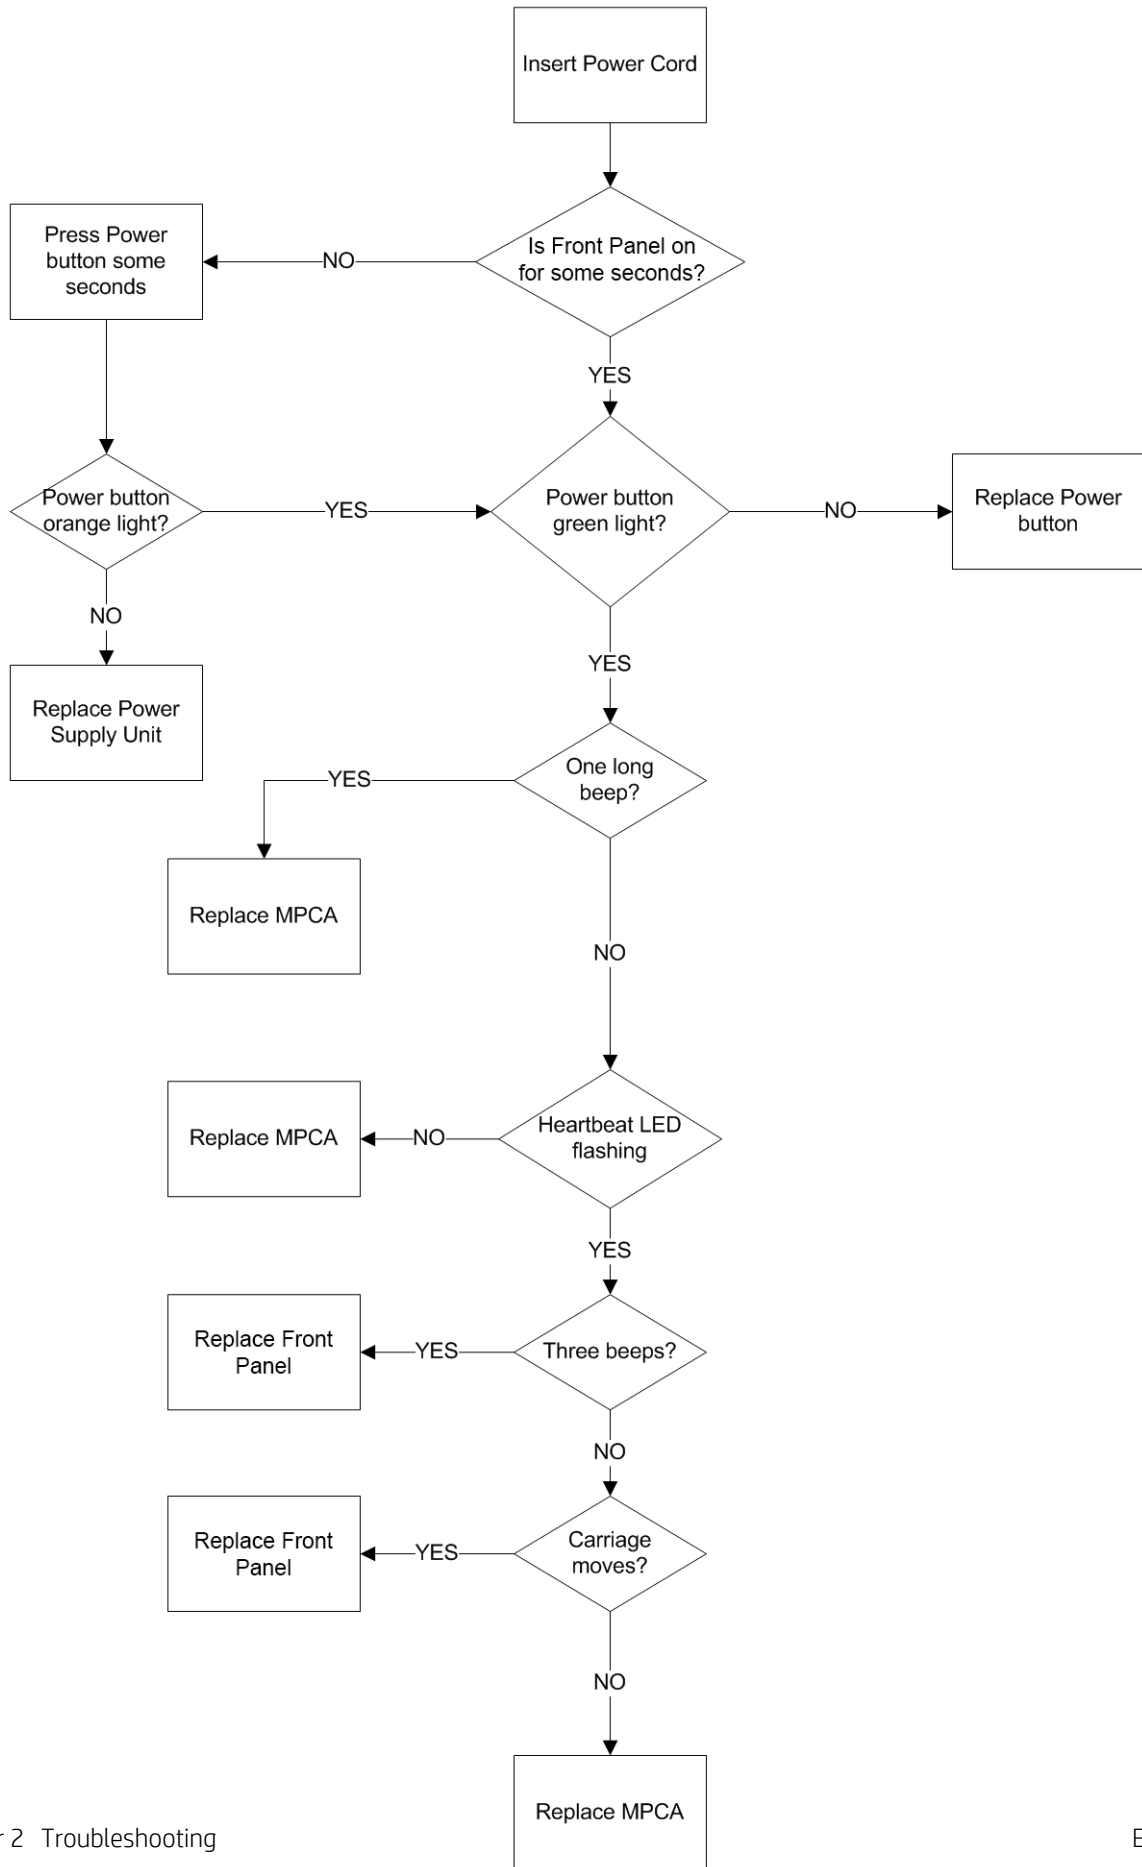 Insert Power Cord
Is Front Panel on
for some seconds?
NO
Press Power
button some
seconds
YES
Power button
orange light?
YES
Power button
green light?
NO
Replace Power
button
NO
Replace Power
Supply Unit
YES
One long
beep?
YES
Replace MPCA
NO
Heartbeat LED
flashing
NO
Replace MPCA
YES
Three beeps?
YES
Replace Front
Panel
NO
Carriage
moves?
YES
Replace Front
Panel
NO
Replace MPCA
r 2 Troubleshooting
E